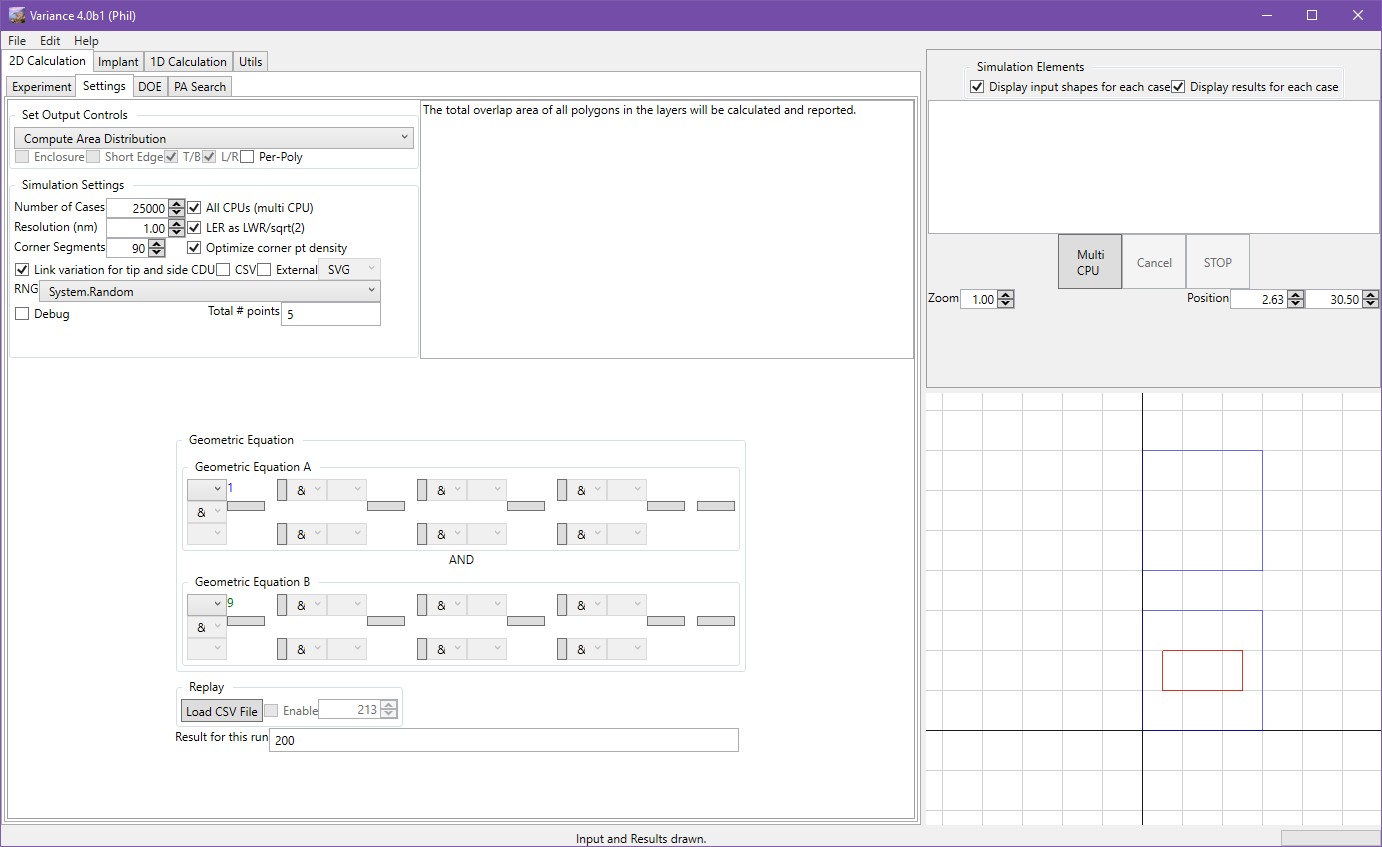 Variance 4.0b1 (Phil)
File Edit Help
2D Calculation Implant 1D Calculation Utils
Experiment Settings DOE PA Search
Set Output Controls
Compute Area Distribution
Enclosure Short Edge T/B L/R Per-Poly
Simulation Settings
Number of Cases 25000 All CPUs (multi CPU)
Resolution (nm) 1.00 LER as LWR/sqrt(2)
Corner Segments 90 Optimize corner pt density
Link variation for tip and side CDU CSV External SVG
RNG System.Random
Debug Total # points 5
The total overlap area of all polygons in the layers will be calculated and reported.
Geometric Equation
Geometric Equation A
1 & & &
&
& & &
AND
Geometric Equation B
9 & & &
&
& & &
Replay
Load CSV File Enable 213
Result for this run 200
Simulation Elements
Display input shapes for each case Display results for each case
Multi
CPU
Cancel STOP
Zoom 1.00 Position 2.63 30.50
Input and Results drawn.